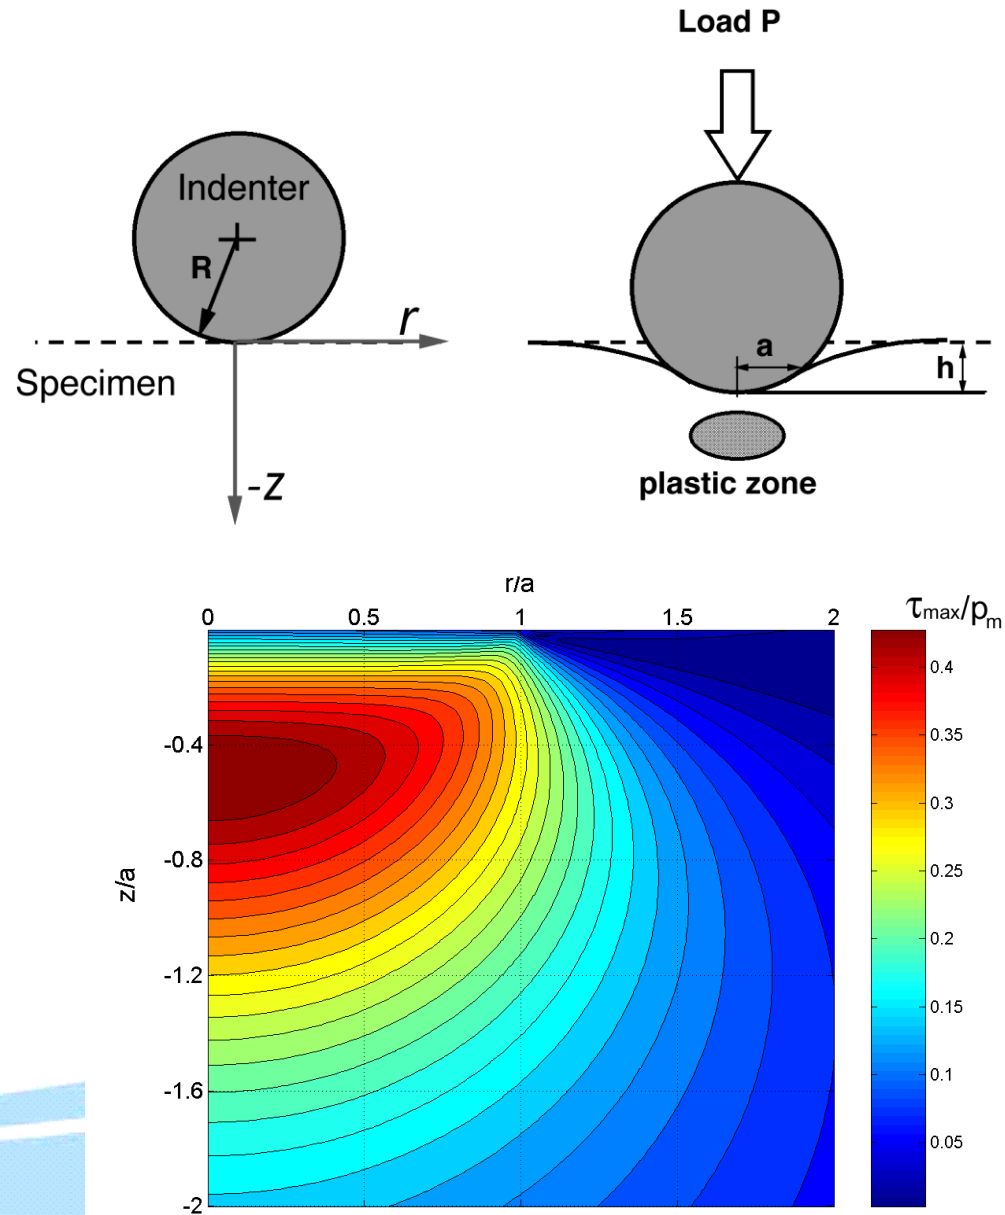 Load P
Indenter
R
r
Specimen
-z
a
h
plastic zone
r/a
0 0.5 1 1.5 2
τmax/pm
z/a
-0.4
-0.8
-1.2
-1.6
-2
0.4
0.35
0.3
0.25
0.2
0.15
0.1
0.05